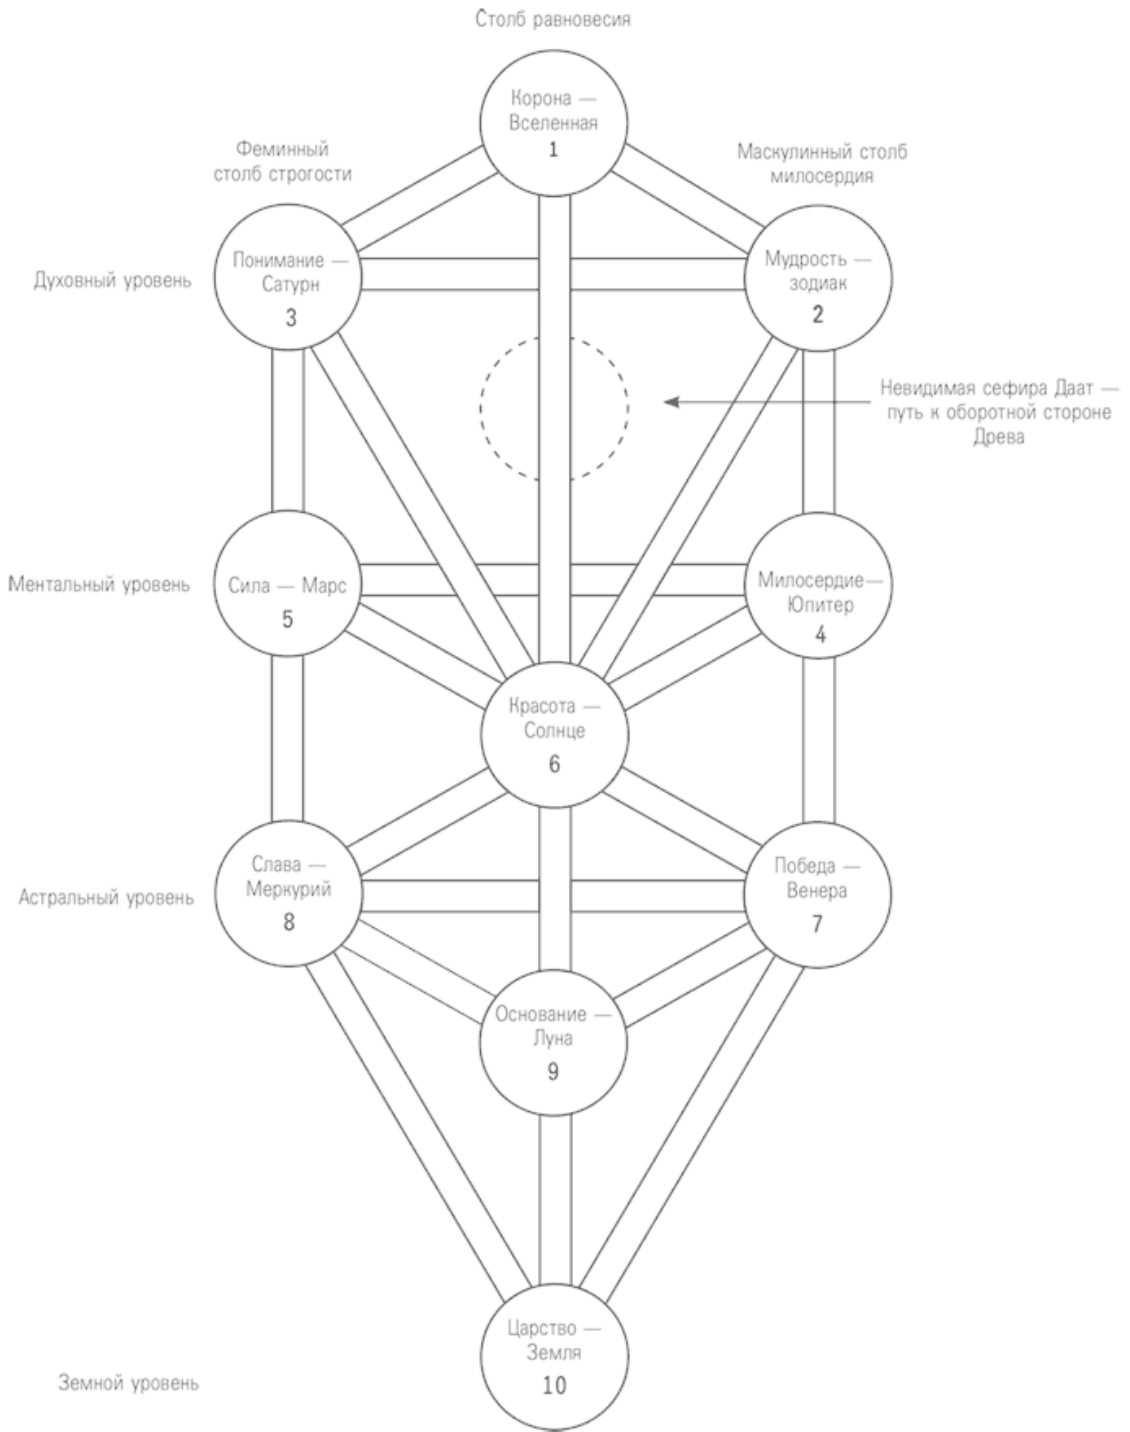 Столб равновесия
Корона —
Вселенная
1
Феминный
столб строгости
Маскулинный столб
милосердия
Духовный уровень
Понимание —
Сатурн
3
Мудрость —
зодиак
2
Невидимая сефира Даат —
путь к оборотной стороне
Древа
Ментальный уровень
Сила — Марс
5
Милосердие—
Юпитер
4
Красота —
Солнце
6
Астральный уровень
Слава —
Меркурий
8
Победа —
Венера
7
Основание —
Луна
9
Царство —
Земля
10
Земной уровень